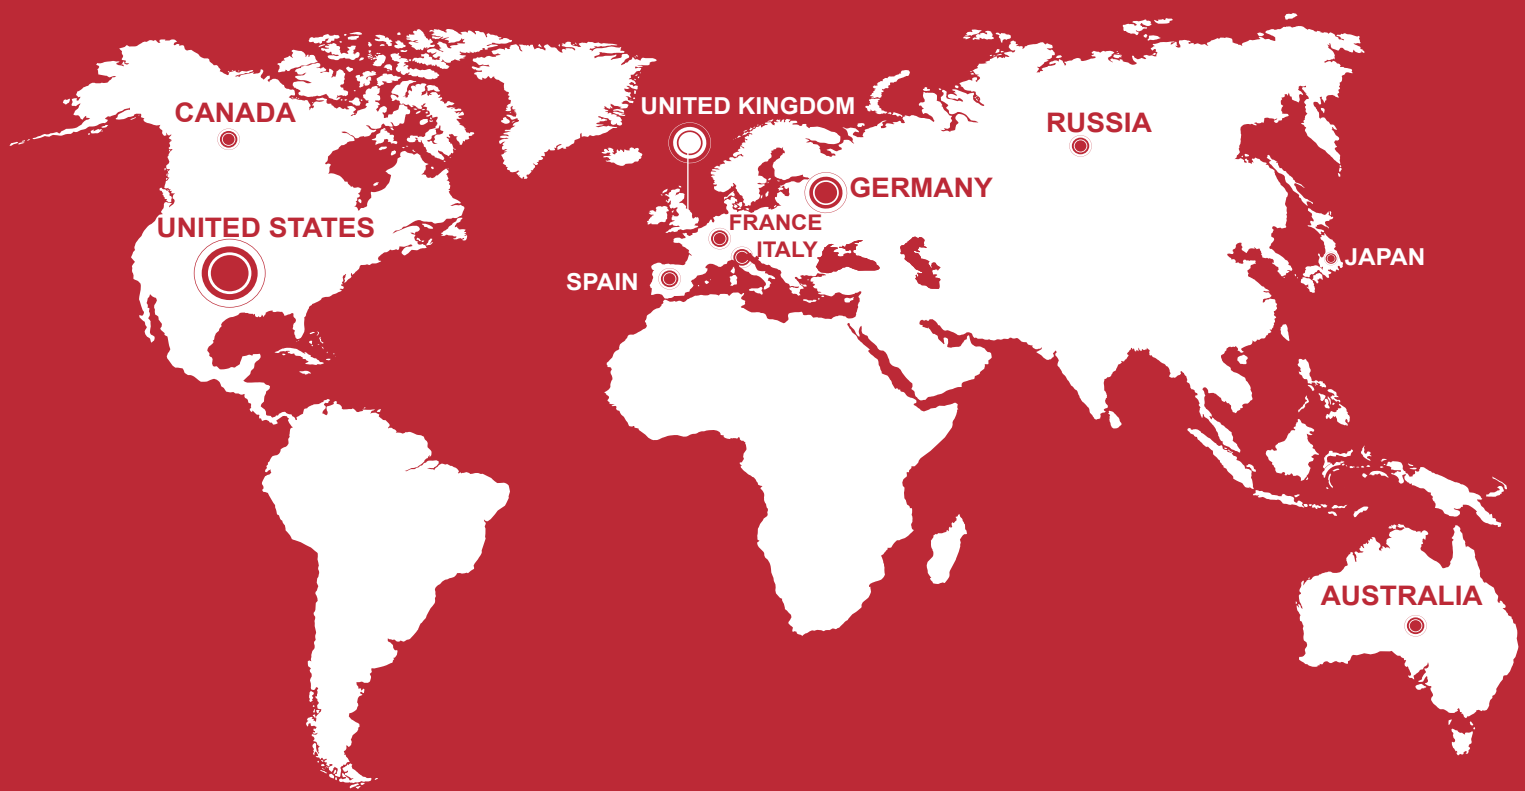 UNITED KINGDOM
CANADA
RUSSIA
GERMANY
FRANCE
UNITED STATES
ITALY
JAPAN
SPAIN
AUSTRALIA